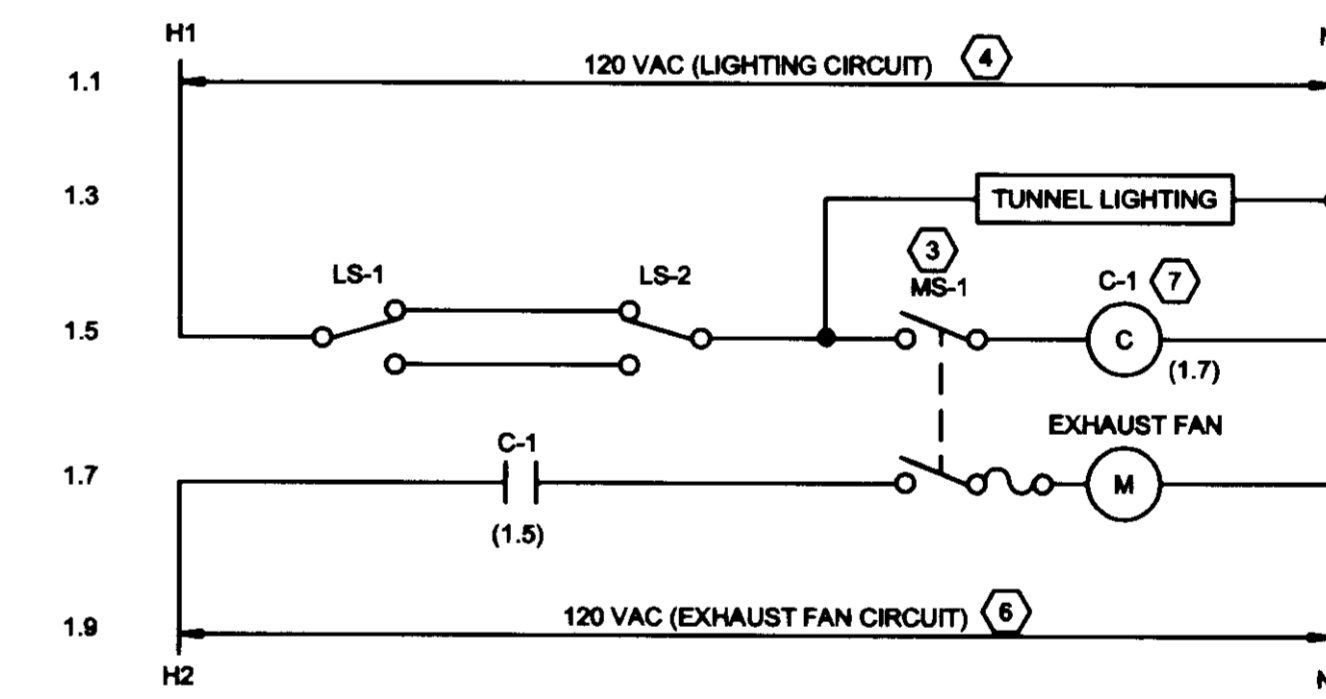 H1
120 VAC (LIGHTING CIRCUIT) 4
1.1
1.3 TUNNEL LIGHTING
3
LS-1 LS-2 MS-1 C-1 7
1.5 C
(1.7)
EXHAUST FAN
C-1
1.7 M
(1.5)
1.9 120 VAC (EXHAUST FAN CIRCUIT) 6
H2